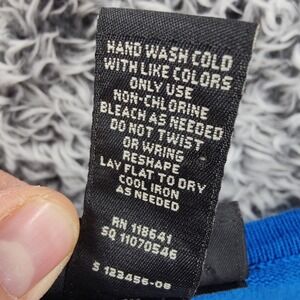 HAND WASH COLD
WITH LIKE COLORS
ONLY USE
NON-CHLORINE
BLEACH AS NEEDED
DO NOT TWIST
OR WRING
RESHAPE
LAY FLAT TO DRY
COOL IRON
AS NEEDED
RN 118641
SQ 11070546
S 123456-08